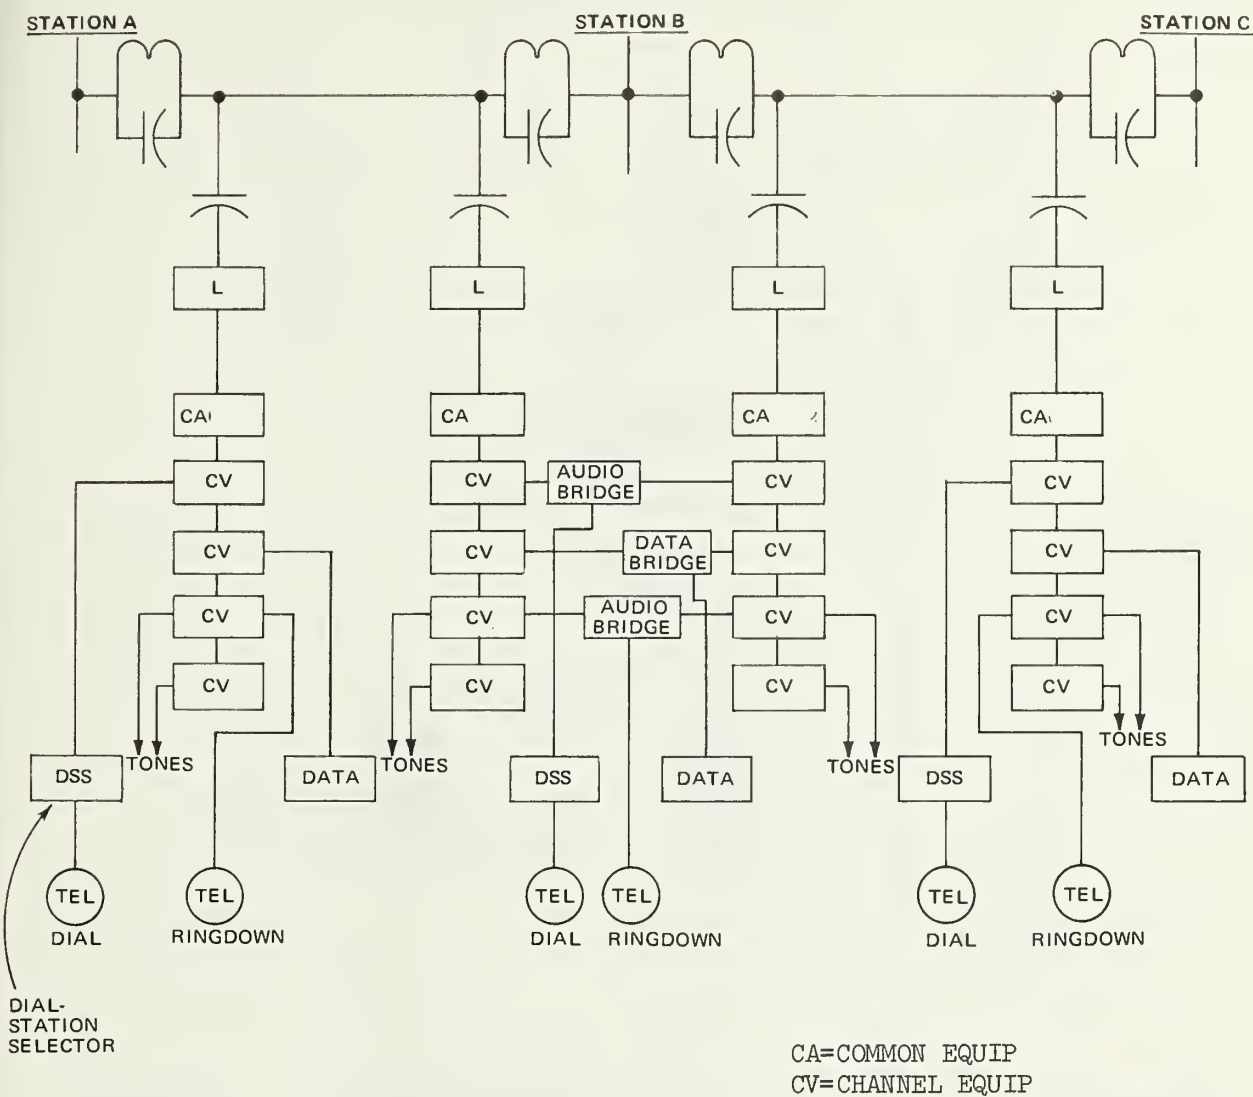 STATION A
STATION B
STATION C
L
L
L
L
CA
CA
CA
CA
CV
CV
AUDIO
BRIDGE
CV
CV
CV
CV
DATA
BRIDGE
CV
CV
CV
CV
AUDIO
BRIDGE
CV
CV
CV
CV
CV
CV
TONES
TONES
TONES
TONES
DSS
DATA
DSS
DATA
DSS
DATA
TEL
TEL
TEL
TEL
TEL
TEL
DIAL
RINGDOWN
DIAL
RINGDOWN
DIAL
RINGDOWN
DIAL-
STATION
SELECTOR
CA=COMMON EQUIP
CV=CHANNEL EQUIP